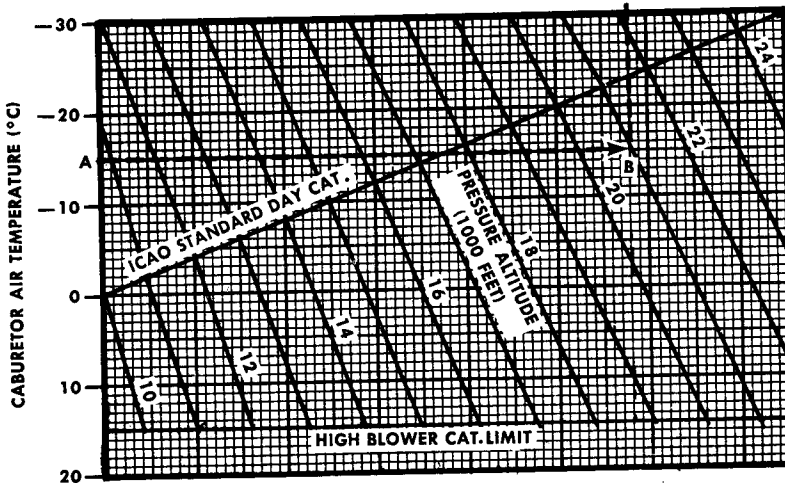 CABURETOR AIR TEMPERATURE (°C)
—30
—20
A
—10
0
10
20
ICAO STANDARD DAY CAT.
PRESSURE ALTITUDE
(1000 FEET)
10
12
14
16
18
20
22
24
B
HIGH BLOWER CAT. LIMIT